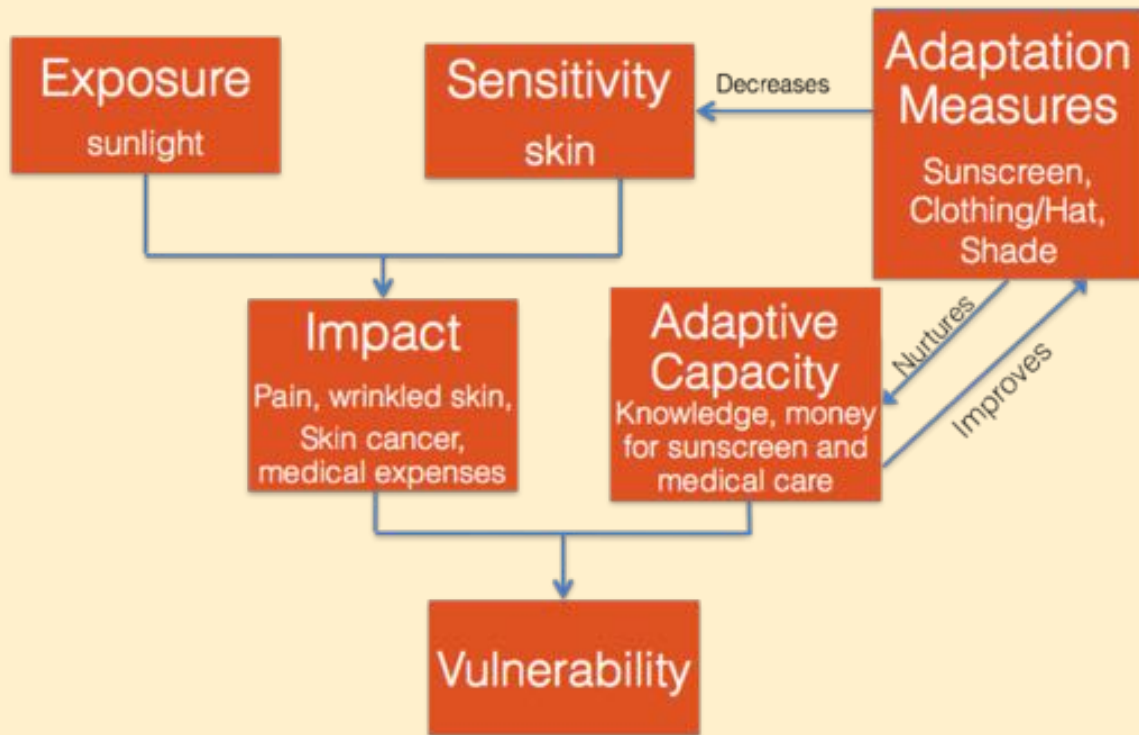 Exposure
sunlight
Sensitivity
skin
Decreases
Adaptation
Measures
Sunscreen,
Clothing/Hat,
Shade
Impact
Pain, wrinkled skin,
Skin cancer,
medical expenses
Adaptive
Capacity
Knowledge, money
for sunscreen and
medical care
Nurtures
Improves
Vulnerability